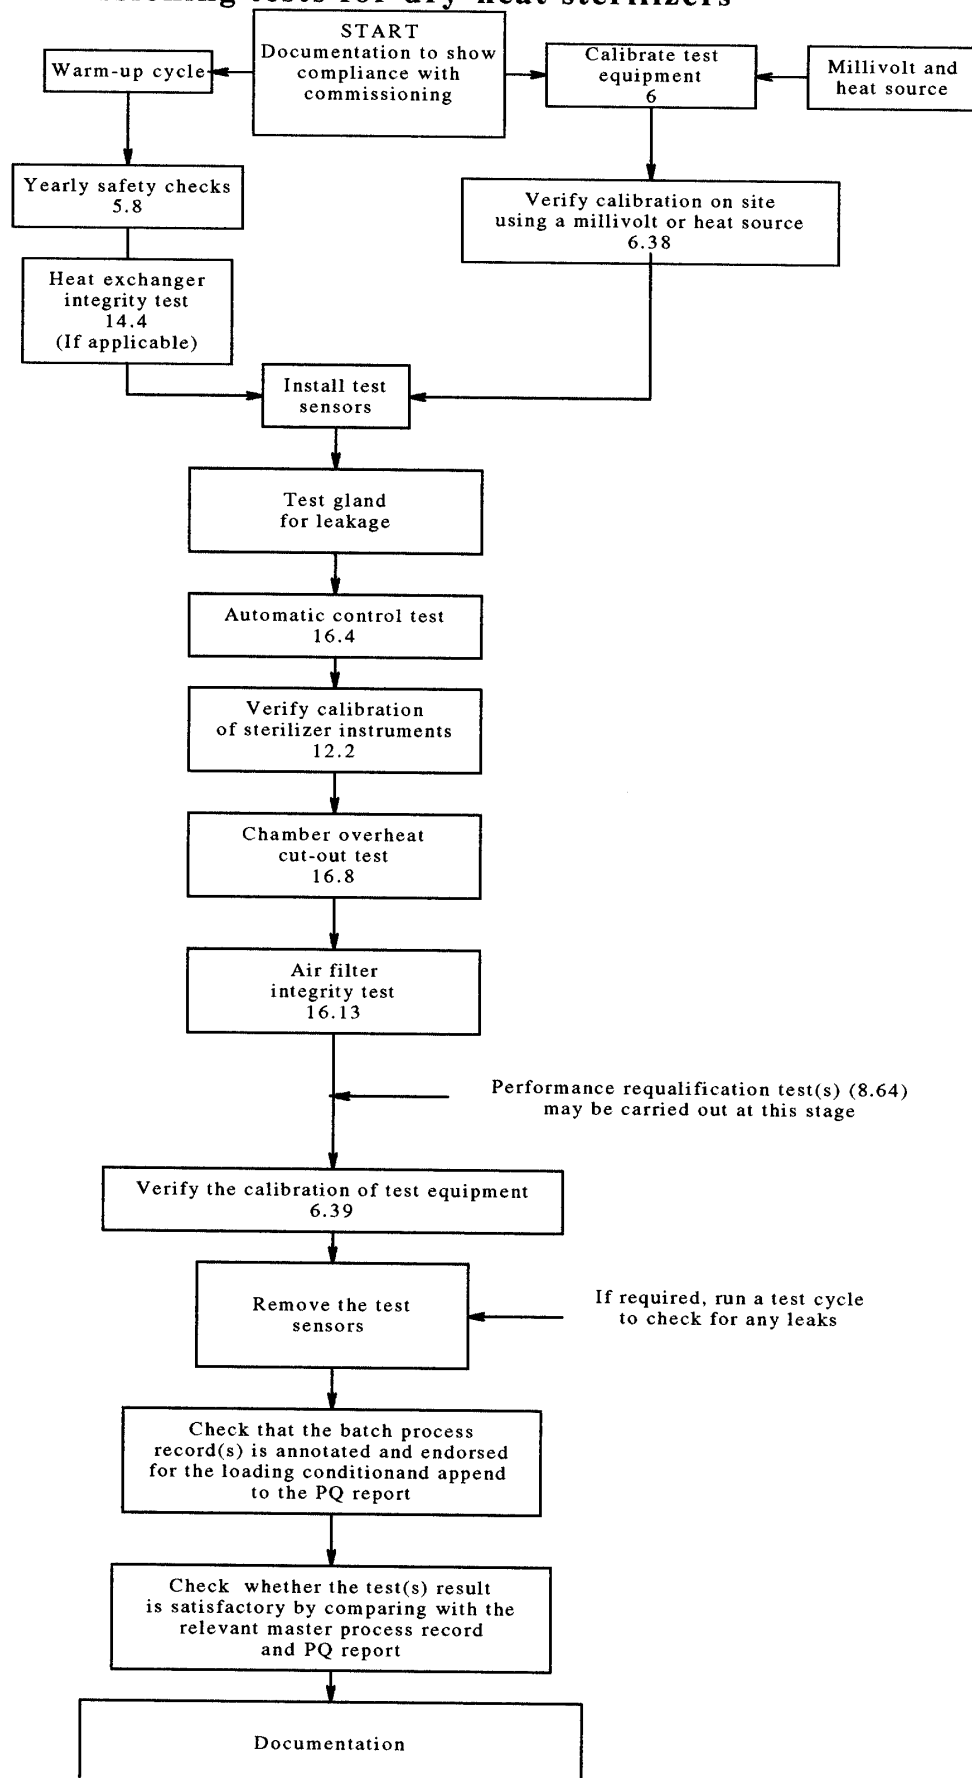 tests for dry heat sterilizers
START
Documentation to show
compliance with
commissioning
Warm-up cycle
Calibrate test
equipment
6
Millivolt and
heat source
Yearly safety checks
5.8
Verify calibration on site
using a millivolt or heat source
6.38
Heat exchanger
integrity test
14.4
(If applicable)
Install test
sensors
Test gland
for leakage
Automatic control test
16.4
Verify calibration
of sterilizer instruments
12.2
Chamber overheat
cut-out test
16.8
Air filter
integrity test
16.13
Performance requalification test(s) (8.64)
may be carried out at this stage
Verify the calibration of test equipment
6.39
Remove the test
sensors
If required, run a test cycle
to check for any leaks
Check that the batch process
record(s) is annotated and endorsed
for the loading conditionand append
to the PQ report
Check whether the test(s) result
is satisfactory by comparing with the
relevant master process record
and PQ report
Documentation